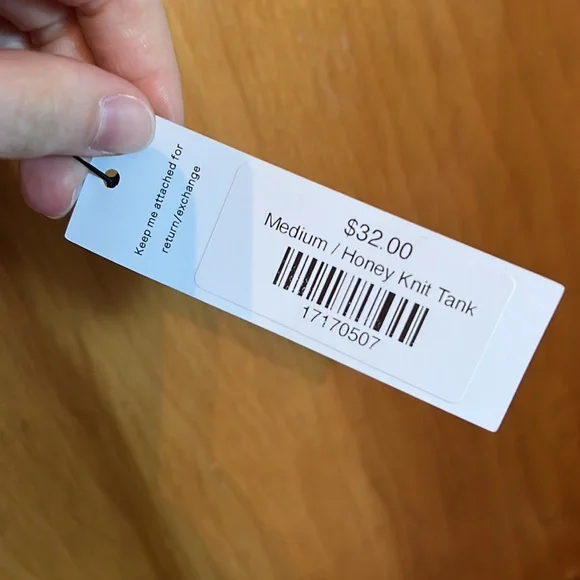 Keep me attached for
return/exchange
$32.00
Medium / Honey Knit Tank
17170507